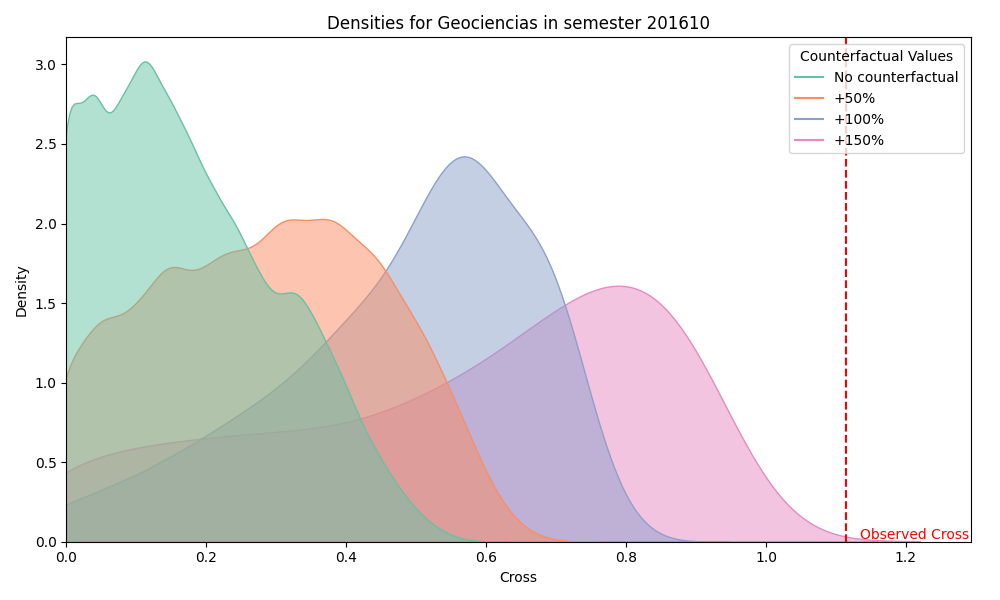 Densities for Geociencias in semester 201610
Counterfactual Values
No counterfactual
+50%
+100%
+150%
Density
3.0
2.5
2.0
1.5
1.0
0.5
0.0
Observed Cross
0.0 0.2 0.4 0.6 0.8 1.0 1.2
Cross